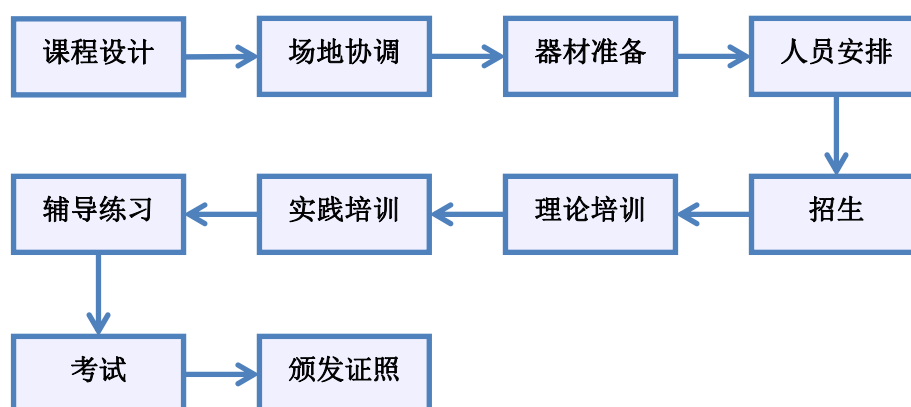 课程设计
场地协调
器材准备
人员安排
招生
理论培训
实践培训
辅导练习
考试
颁发证照